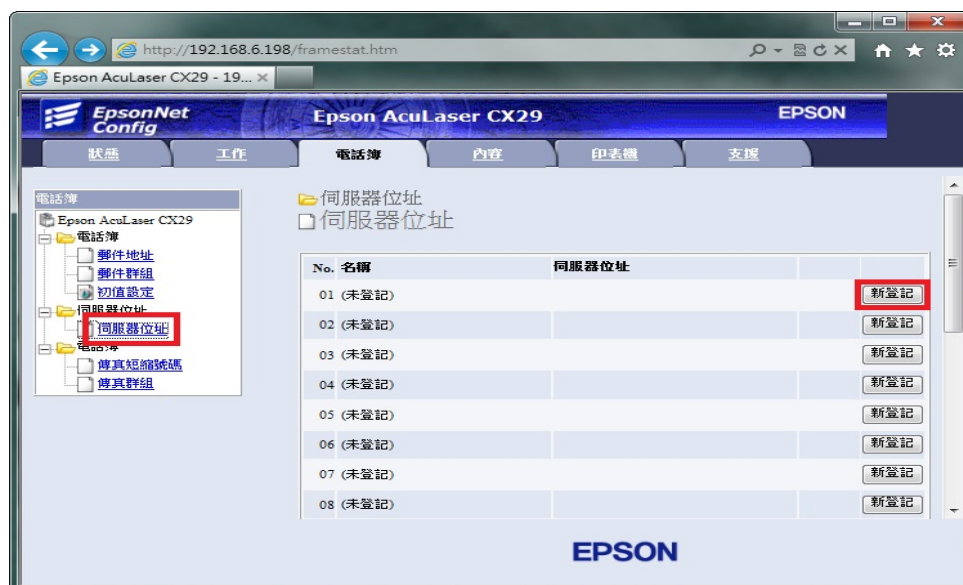 http://192.168.6.198/framestat.htm
Epson AcuLaser CX29 - 19...
EpsonNet
Config
Epson AcuLaser CX29
EPSON
狀態
工作
電話簿
內容
印表機
支援
電話簿
Epson AcuLaser CX29
電話簿
郵件地址
郵件群組
初值設定
伺服器位址
伺服器位址
電話簿
傳真短縮號碼
傳真群組
伺服器位址
伺服器位址
No. 名稱 伺服器位址
01 (未登記) 新登記
02 (未登記) 新登記
03 (未登記) 新登記
04 (未登記) 新登記
05 (未登記) 新登記
06 (未登記) 新登記
07 (未登記) 新登記
08 (未登記) 新登記
EPSON